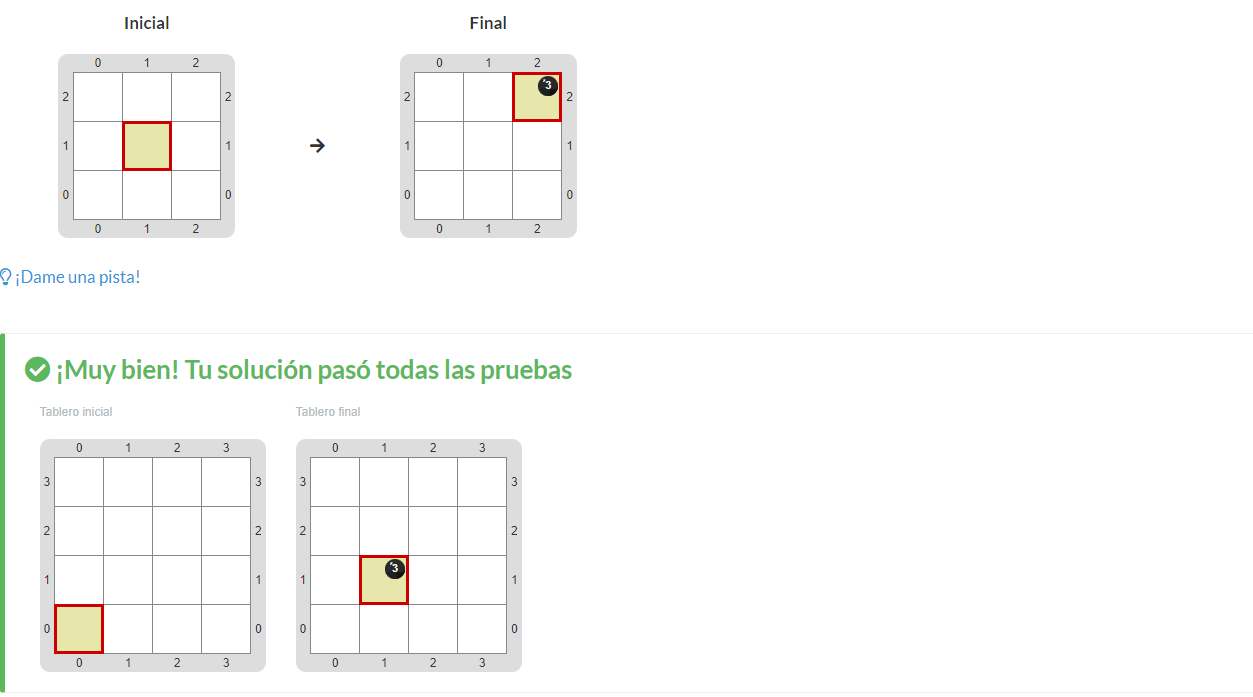 Inicial Final
0 1 2 0 1 2
2 2 2 3 2
1 1 1 1
0 0 0 0
0 1 2 0 1 2
¡Dame una pista!
¡Muy bien! Tu solución pasó todas las pruebas
Tablero inicial Tablero final
0 1 2 3 0 1 2 3
3 3 3 3
2 2 2 2
1 1 1 3 1
0 0 0 0
0 1 2 3 0 1 2 3